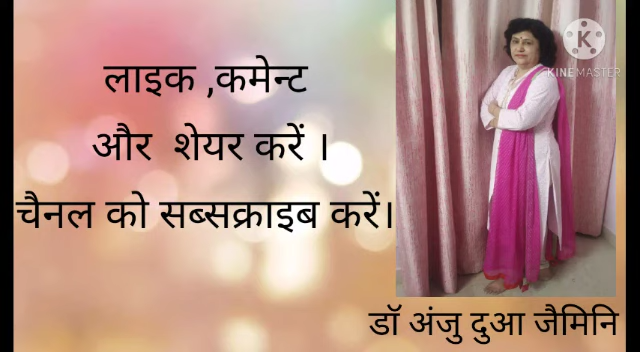 लाइक ,कमेन्ट
और शेयर करें ।
चैनल को सब्सक्राइब करें।
KINEMASTER
डॉ अंजु दुआ जैमिनि